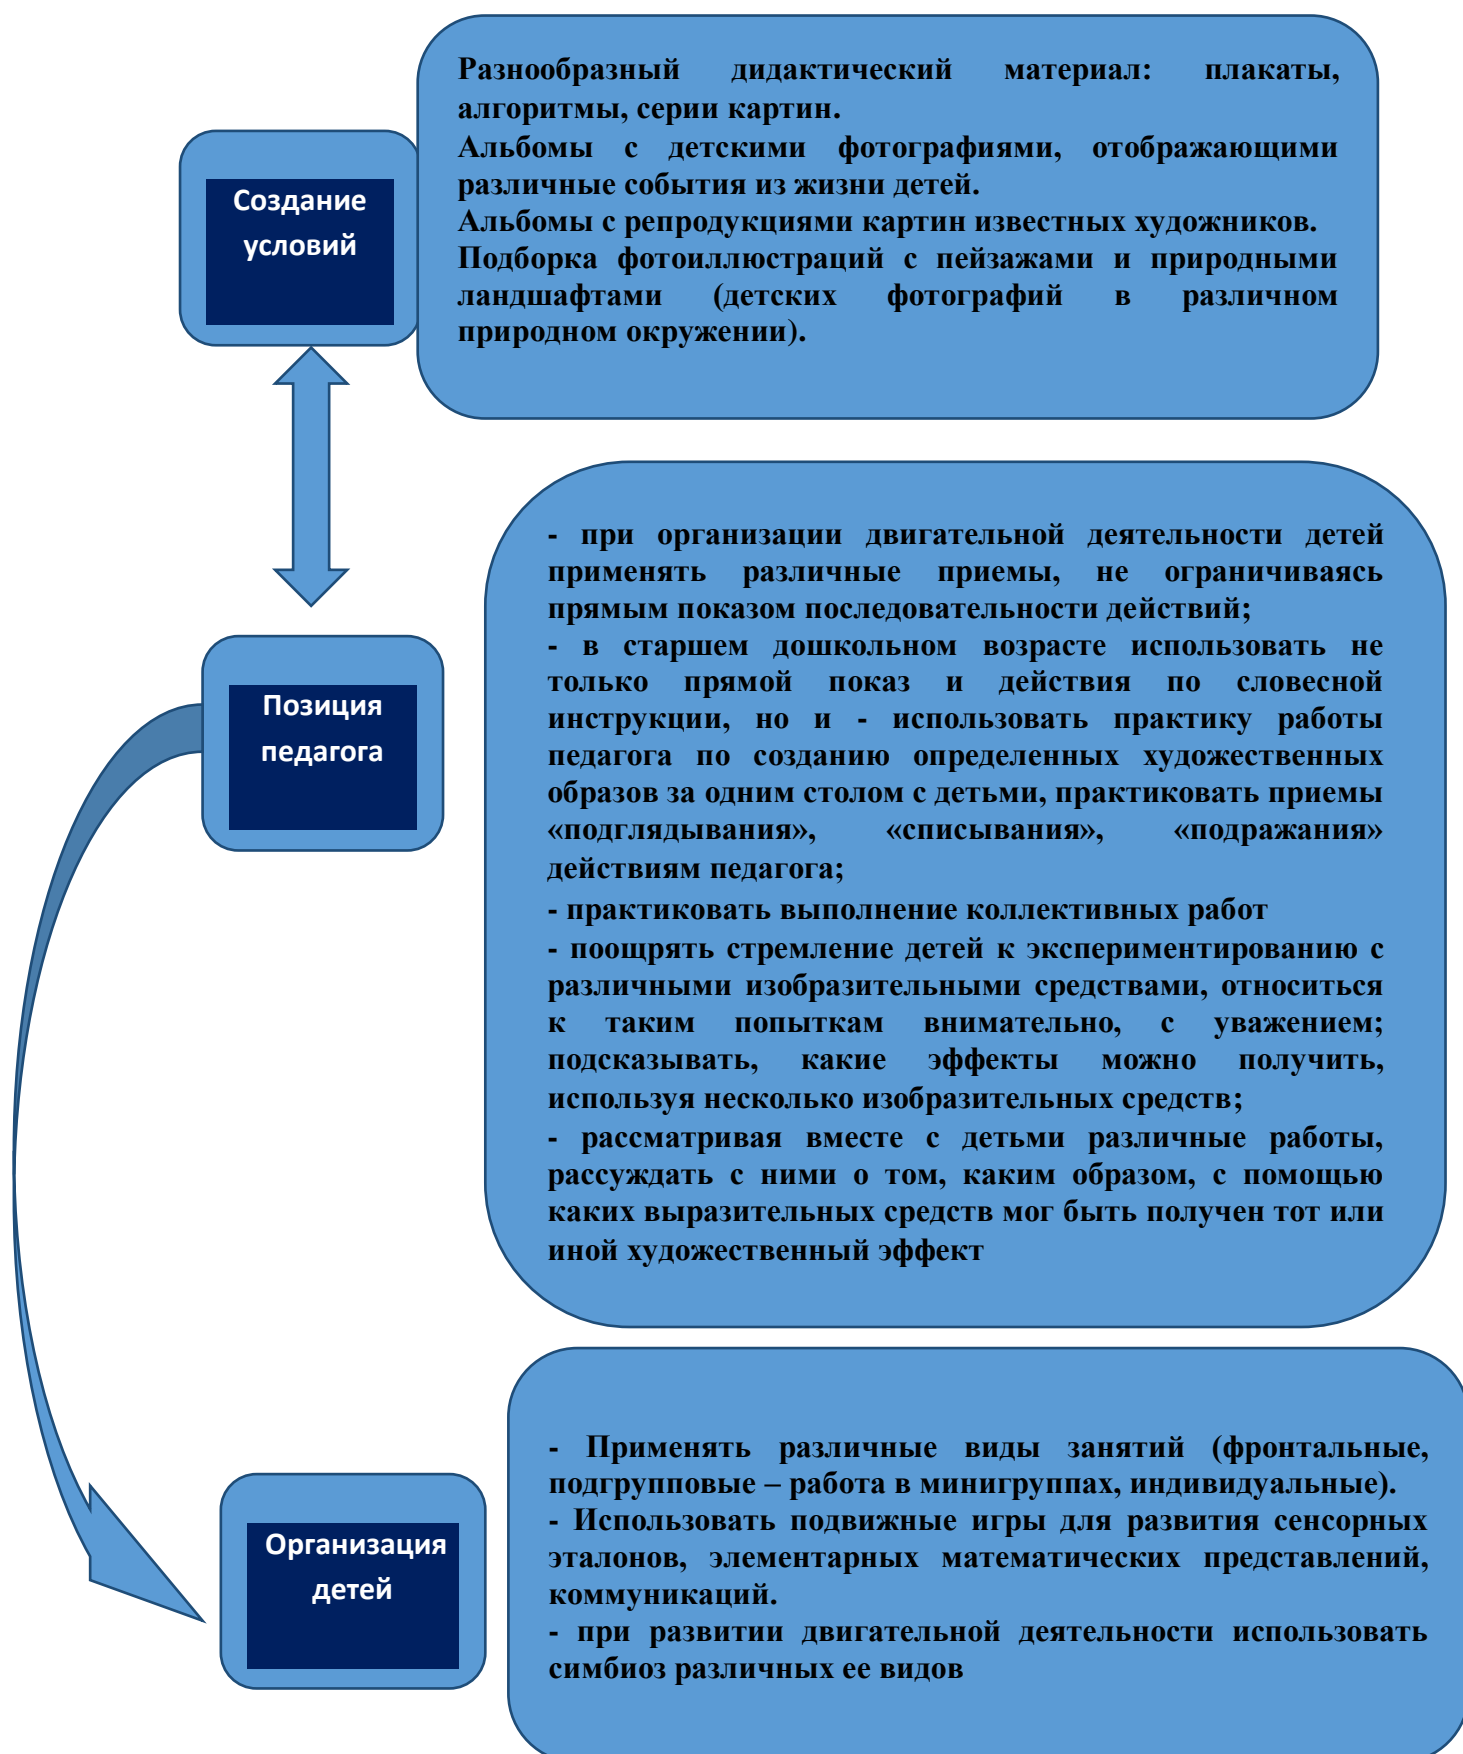 Создание
условий
Разнообразный дидактический материал: плакаты,
алгоритмы, серии картин.
Альбомы с детскими фотографиями, отображающими
различные события из жизни детей.
Альбомы с репродукциями картин известных художников.
Подборка фотоиллюстраций с пейзажами и природными
ландшафтами (детских фотографий в различном
природном окружении).
Позиция
педагога
- при организации двигательной деятельности детей
применять различные приемы, не ограничиваясь
прямым показом последовательности действий;
- в старшем дошкольном возрасте использовать не
только прямой показ и действия по словесной
инструкции, но и - использовать практику работы
педагога по созданию определенных художественных
образов за одним столом с детьми, практиковать приемы
«подглядывания», «списывания», «подражания»
действиям педагога;
- практиковать выполнение коллективных работ
- поощрять стремление детей к экспериментированию с
различными изобразительными средствами, относиться
к таким попыткам внимательно, с уважением;
подсказывать, какие эффекты можно получить,
используя несколько изобразительных средств;
- рассматривая вместе с детьми различные работы,
рассуждать с ними о том, каким образом, с помощью
каких выразительных средств мог быть получен тот или
иной художественный эффект
Организация
детей
- Применять различные виды занятий (фронтальные,
подгрупповые – работа в минигруппах, индивидуальные).
- Использовать подвижные игры для развития сенсорных
эталонов, элементарных математических представлений,
коммуникаций.
- при развитии двигательной деятельности использовать
симбиоз различных ее видов